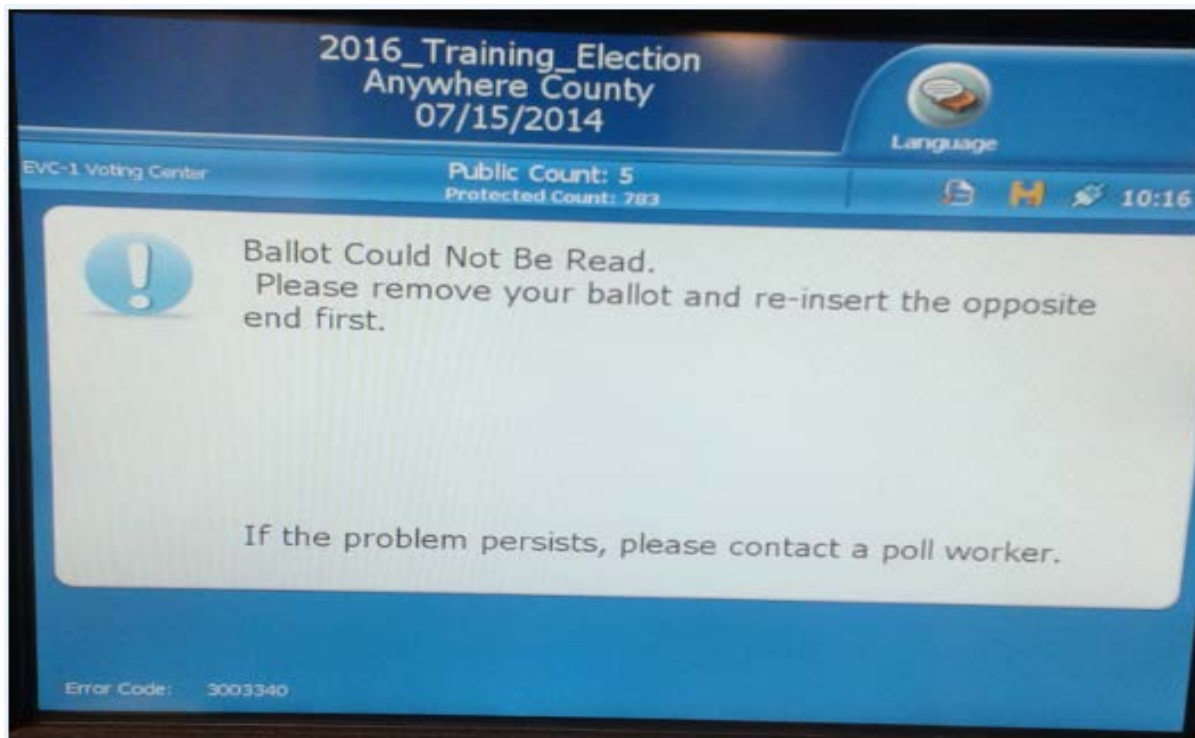 2016_Training_Election
Anywhere County
07/15/2014
Language
EVC-1 Voting Center
Public Count: 5
Protected Count: 783
10:16
Ballot Could Not Be Read.
Please remove your ballot and re-insert the opposite
end first.
If the problem persists, please contact a poll worker.
Error Code: 3003340